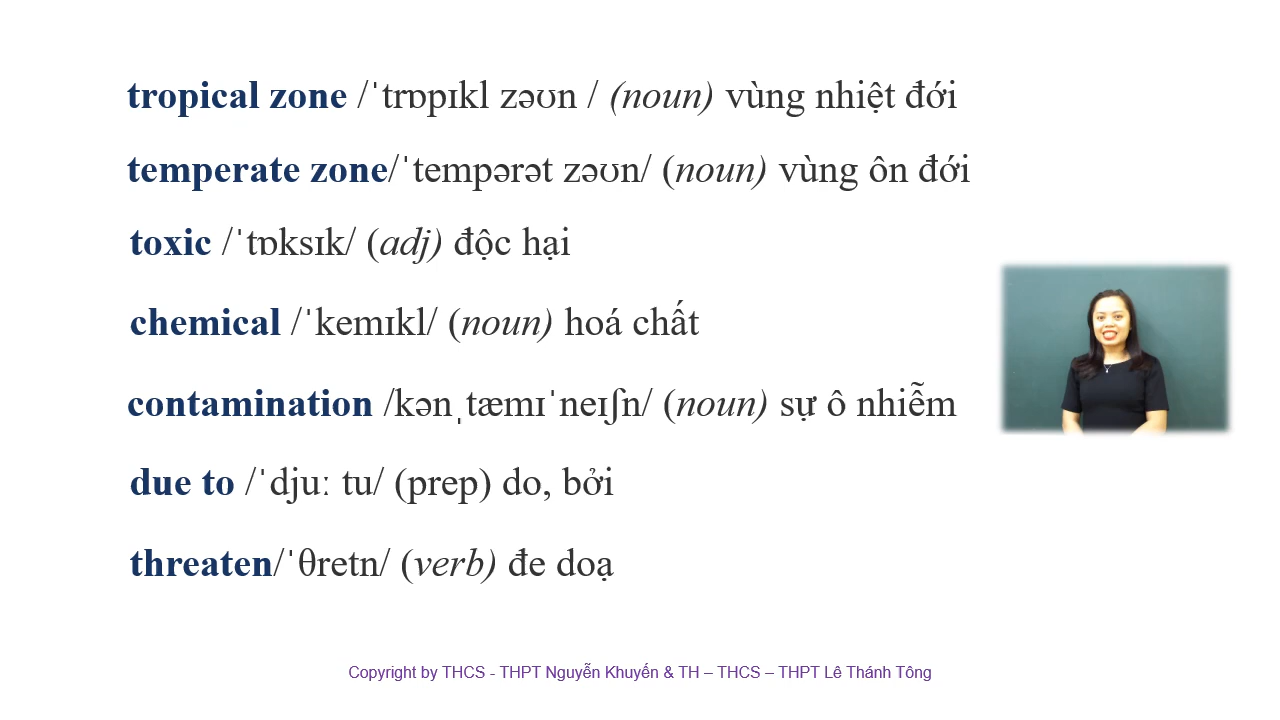 tropical zone /ˈtrɒpɪkl zəʊn / (noun) vùng nhiệt đới
temperate zone/ˈtempərət zəʊn/ (noun) vùng ôn đới
toxic /ˈtɒksɪk/ (adj) độc hại
chemical /ˈkemɪkl/ (noun) hoá chất
contamination /kənˌtæmɪˈneɪʃn/ (noun) sự ô nhiễm
due to /ˈdjuː tu/ (prep) do, bởi
threaten/ˈθretn/ (verb) đe doạ
Copyright by THCS - THPT Nguyễn Khuyến & TH – THCS – THPT Lê Thánh Tông